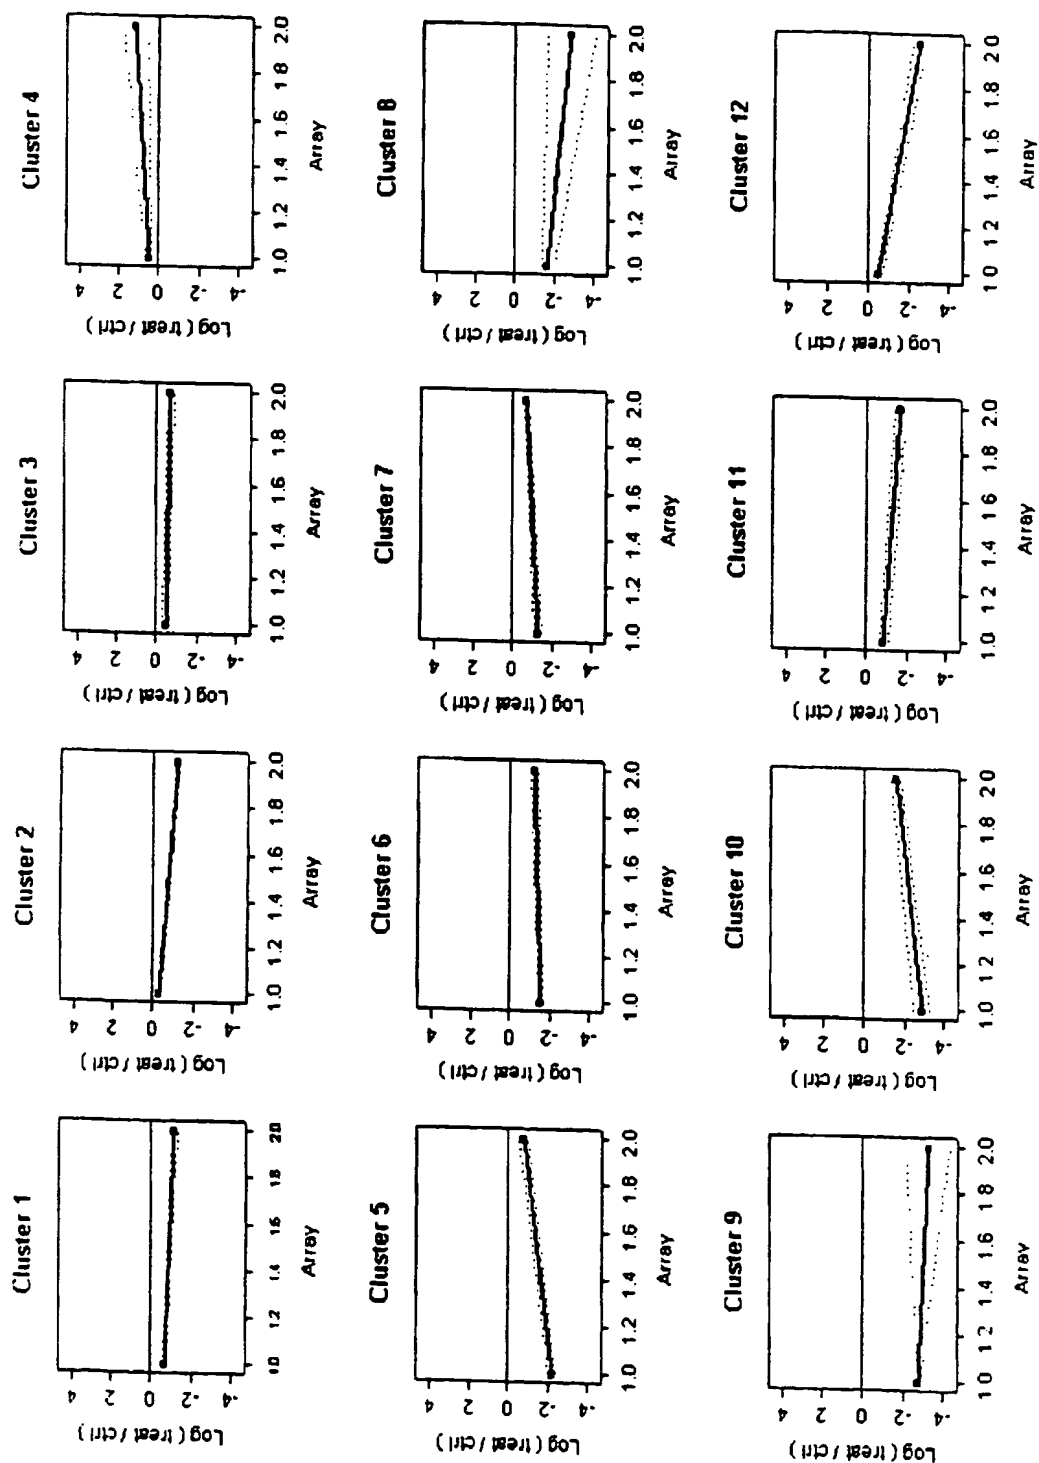 Cluster 1
Log ( treat / ctrl )
4 2 0 -2 -4
1.0 1.2 1.4 1.6 1.8 2.0
Array
Cluster 2
Log ( treat / ctrl )
4 2 0 -2 -4
1.0 1.2 1.4 1.6 1.8 2.0
Array
Cluster 3
Log ( treat / ctrl )
4 2 0 -2 -4
1.0 1.2 1.4 1.6 1.8 2.0
Array
Cluster 4
Log ( treat / ctrl )
4 2 0 -2 -4
1.0 1.2 1.4 1.6 1.8 2.0
Array
Cluster 5
Log ( treat / ctrl )
4 2 0 -2 -4
1.0 1.2 1.4 1.6 1.8 2.0
Array
Cluster 6
Log ( treat / ctrl )
4 2 0 -2 -4
1.0 1.2 1.4 1.6 1.8 2.0
Array
Cluster 7
Log ( treat / ctrl )
4 2 0 -2 -4
1.0 1.2 1.4 1.6 1.8 2.0
Array
Cluster 8
Log ( treat / ctrl )
4 2 0 -2 -4
1.0 1.2 1.4 1.6 1.8 2.0
Array
Cluster 9
Log ( treat / ctrl )
4 2 0 -2 -4
1.0 1.2 1.4 1.6 1.8 2.0
Array
Cluster 10
Log ( treat / ctrl )
4 2 0 -2 -4
1.0 1.2 1.4 1.6 1.8 2.0
Array
Cluster 11
Log ( treat / ctrl )
4 2 0 -2 -4
1.0 1.2 1.4 1.6 1.8 2.0
Array
Cluster 12
Log ( treat / ctrl )
4 2 0 -2 -4
1.0 1.2 1.4 1.6 1.8 2.0
Array